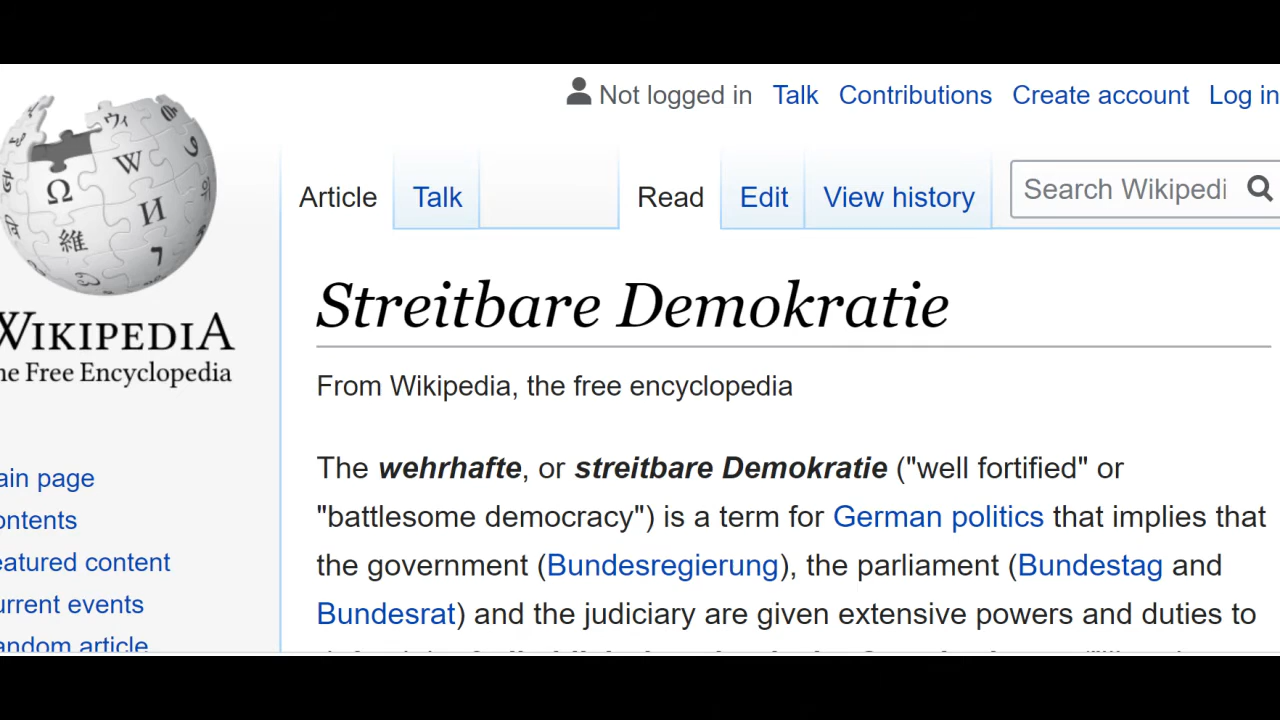 Not logged in Talk Contributions Create account Log in
Article Talk Read Edit View history Search Wikipedi
WIKIPEDIA
he Free Encyclopedia
Streitbare Demokratie
From Wikipedia, the free encyclopedia
The wehrhafte, or streitbare Demokratie ("well fortified" or
"battlesome democracy") is a term for German politics that implies that
the government (Bundesregierung), the parliament (Bundestag and
Bundesrat) and the judiciary are given extensive powers and duties to
ain page
ontents
eatured content
urrent events
andom article